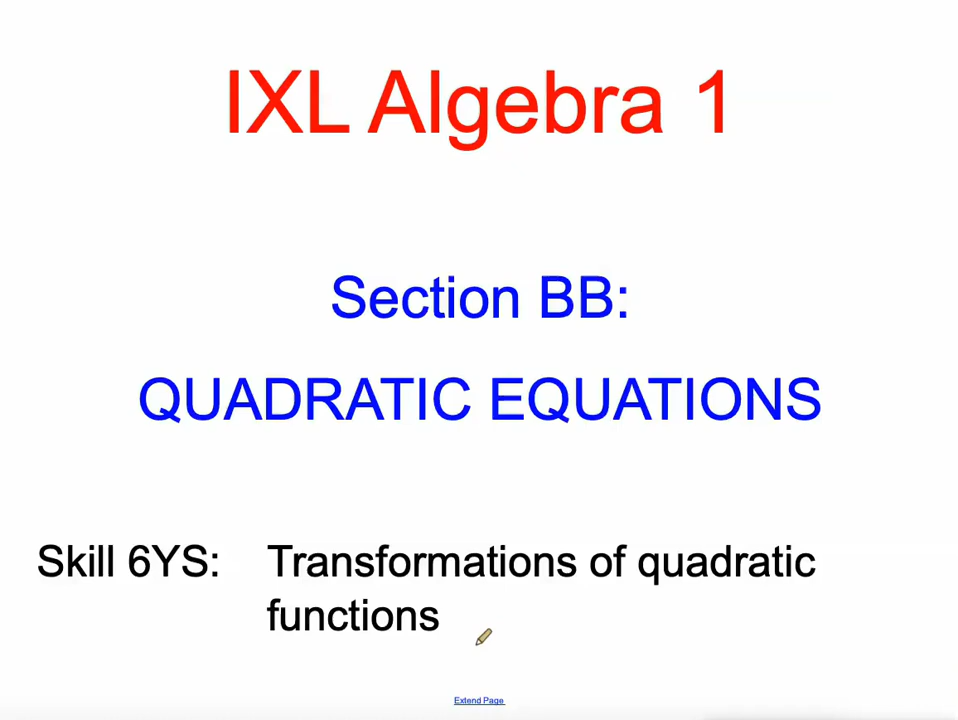 IXL Algebra 1
Section BB:
QUADRATIC EQUATIONS
Skill 6YS: Transformations of quadratic
functions
Extend Page